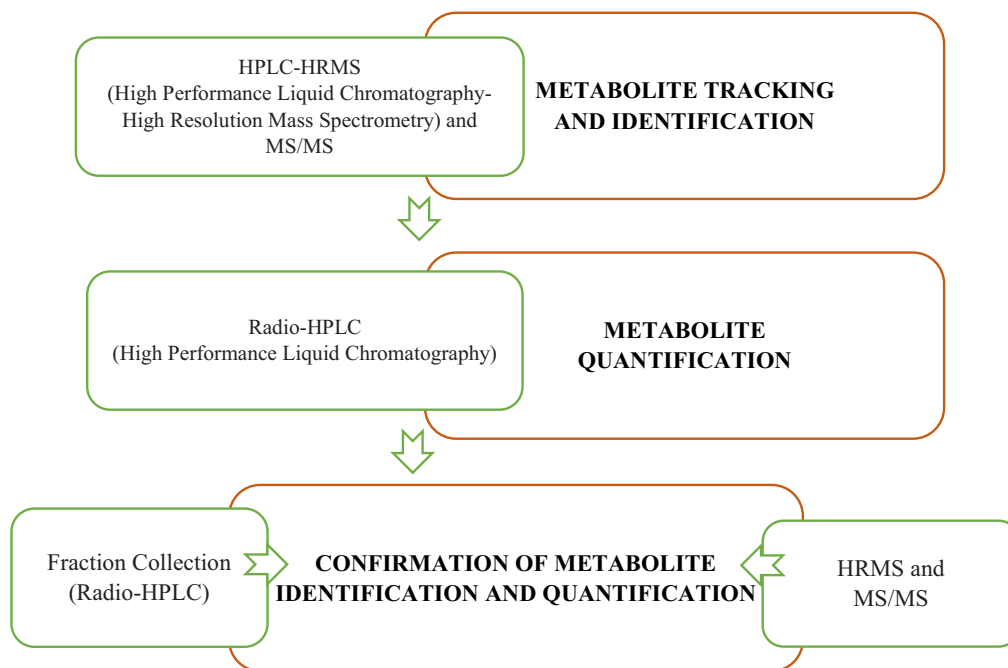 HPLC-HRMS
(High Performance Liquid Chromatography-
High Resolution Mass Spectrometry) and
MS/MS
METABOLITE TRACKING
AND IDENTIFICATION
Radio-HPLC
(High Performance Liquid Chromatography)
METABOLITE
QUANTIFICATION
Fraction Collection
(Radio-HPLC)
CONFIRMATION OF METABOLITE
IDENTIFICATION AND QUANTIFICATION
HRMS and
MS/MS